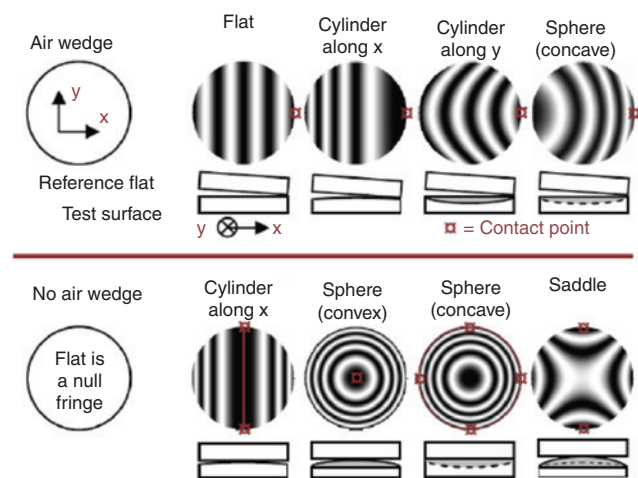 Air wedge
Flat
Cylinder
along x
Cylinder
along y
Sphere
(concave)
y
x
Reference flat
Test surface
y x
¤ = Contact point
No air wedge
Cylinder
along x
Sphere
(convex)
Sphere
(concave)
Saddle
Flat is
a null
fringe